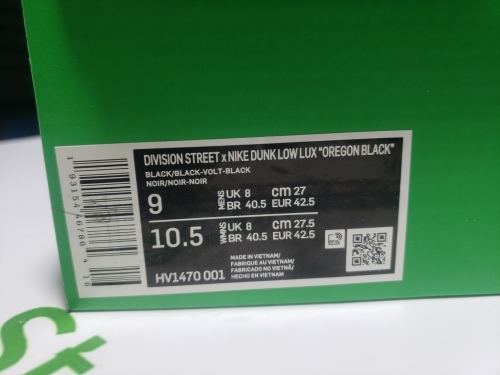 DIVISION STREET x NIKE DUNK LOW LUX "OREGON BLACK"
BLACK/BLACK-VOLT-BLACK
NOIR/NOIR-NOIR
9 MENS UK 8 CM 27
BR 40.5 EUR 42.5
10.5 WMNS UK 8 CM 27.5
BR 40.5 EUR 42.5
HV1470 001
MADE IN VIETNAM/
FABRIQUE AU VIETNAM/
FABRICADO NO VIETNÃ/
HECHO EN VIETNAM
st